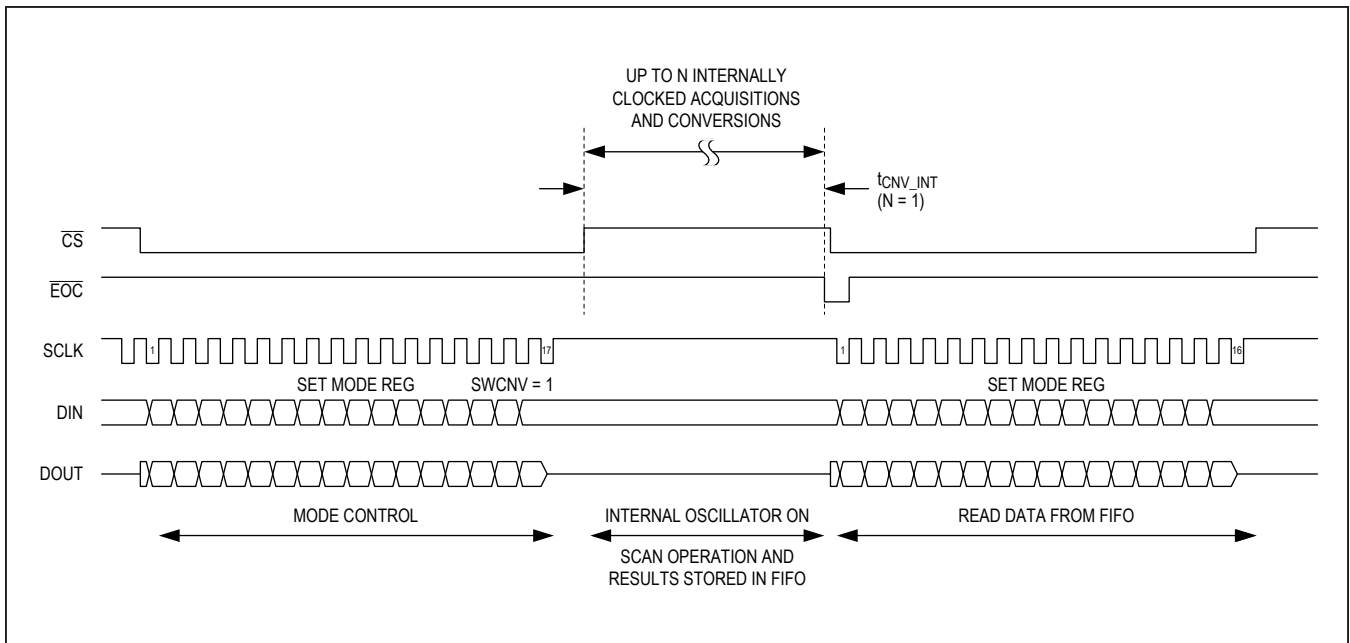 UP TO N INTERNALLY
CLOCKED ACQUISITIONS
AND CONVERSIONS
tCNV_INT
(N = 1)
CS
EOC
SCLK
1
17
1
16
SET MODE REG
SWCNV = 1
SET MODE REG
DIN
DOUT
MODE CONTROL
INTERNAL OSCILLATOR ON
READ DATA FROM FIFO
SCAN OPERATION AND
RESULTS STORED IN FIFO